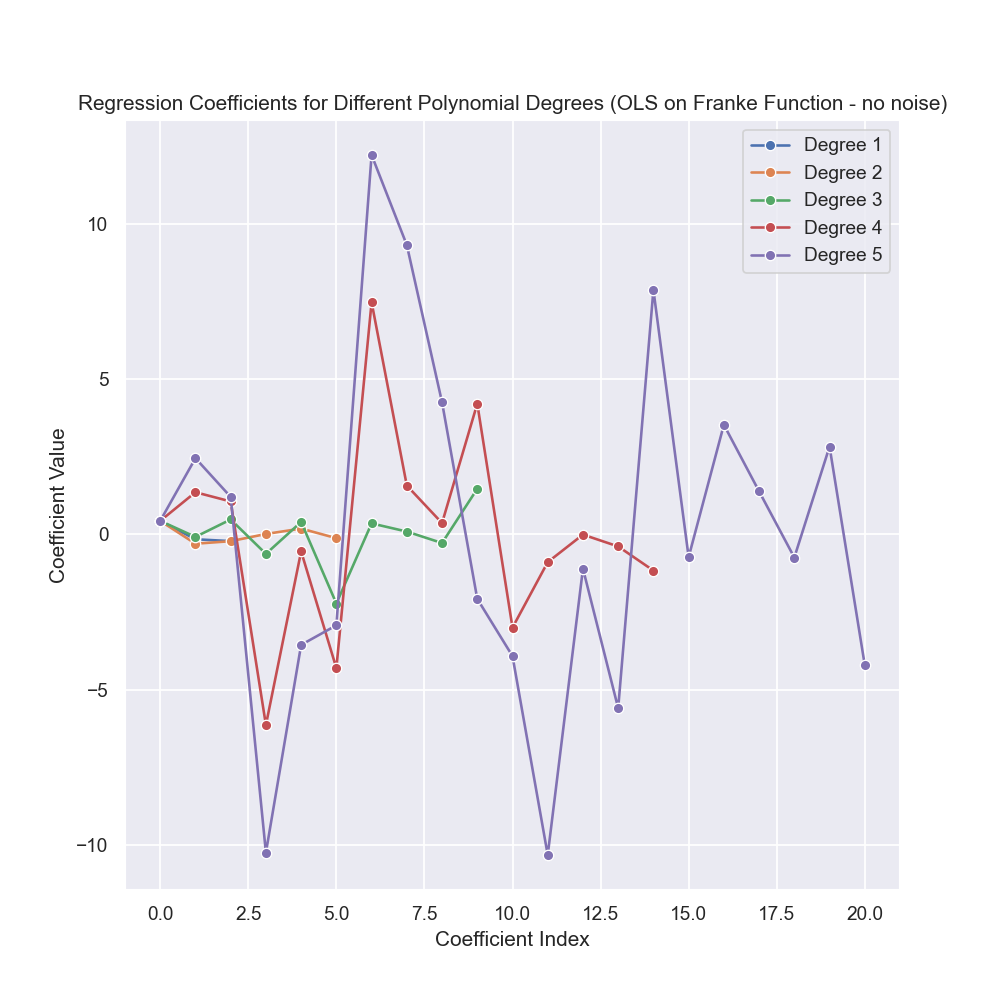 Regression Coefficients for Different Polynomial Degrees (OLS on Franke Function - no noise)
Degree 1
Degree 2
Degree 3
Degree 4
Degree 5
10
5
0
−5
−10
Coefficient Value
0.0 2.5 5.0 7.5 10.0 12.5 15.0 17.5 20.0
Coefficient Index